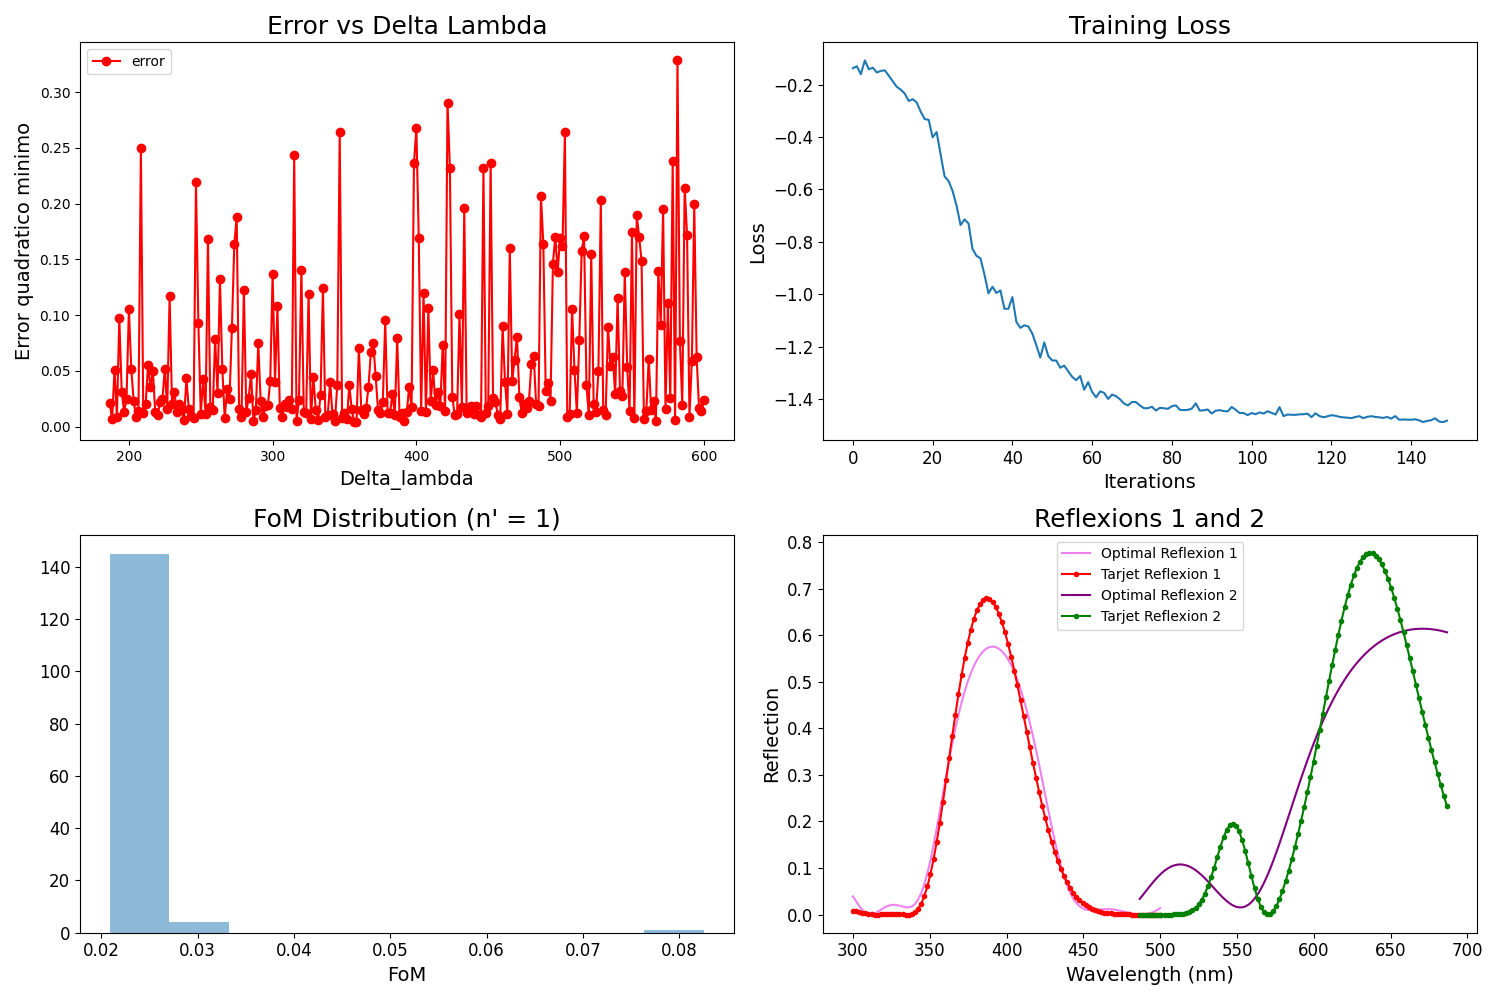 Error vs Delta Lambda
error
Error quadratico minimo
0.30
0.25
0.20
0.15
0.10
0.05
0.00
200 300 400 500 600
Delta_lambda
Training Loss
Loss
−0.2
−0.4
−0.6
−0.8
−1.0
−1.2
−1.4
0 20 40 60 80 100 120 140
Iterations
FoM Distribution (n' = 1)
140
120
100
80
60
40
20
0
0.02 0.03 0.04 0.05 0.06 0.07 0.08
FoM
Reflexions 1 and 2
Optimal Reflexion 1
Tarjet Reflexion 1
Optimal Reflexion 2
Tarjet Reflexion 2
Reflection
0.8
0.7
0.6
0.5
0.4
0.3
0.2
0.1
0.0
300 350 400 450 500 550 600 650 700
Wavelength (nm)